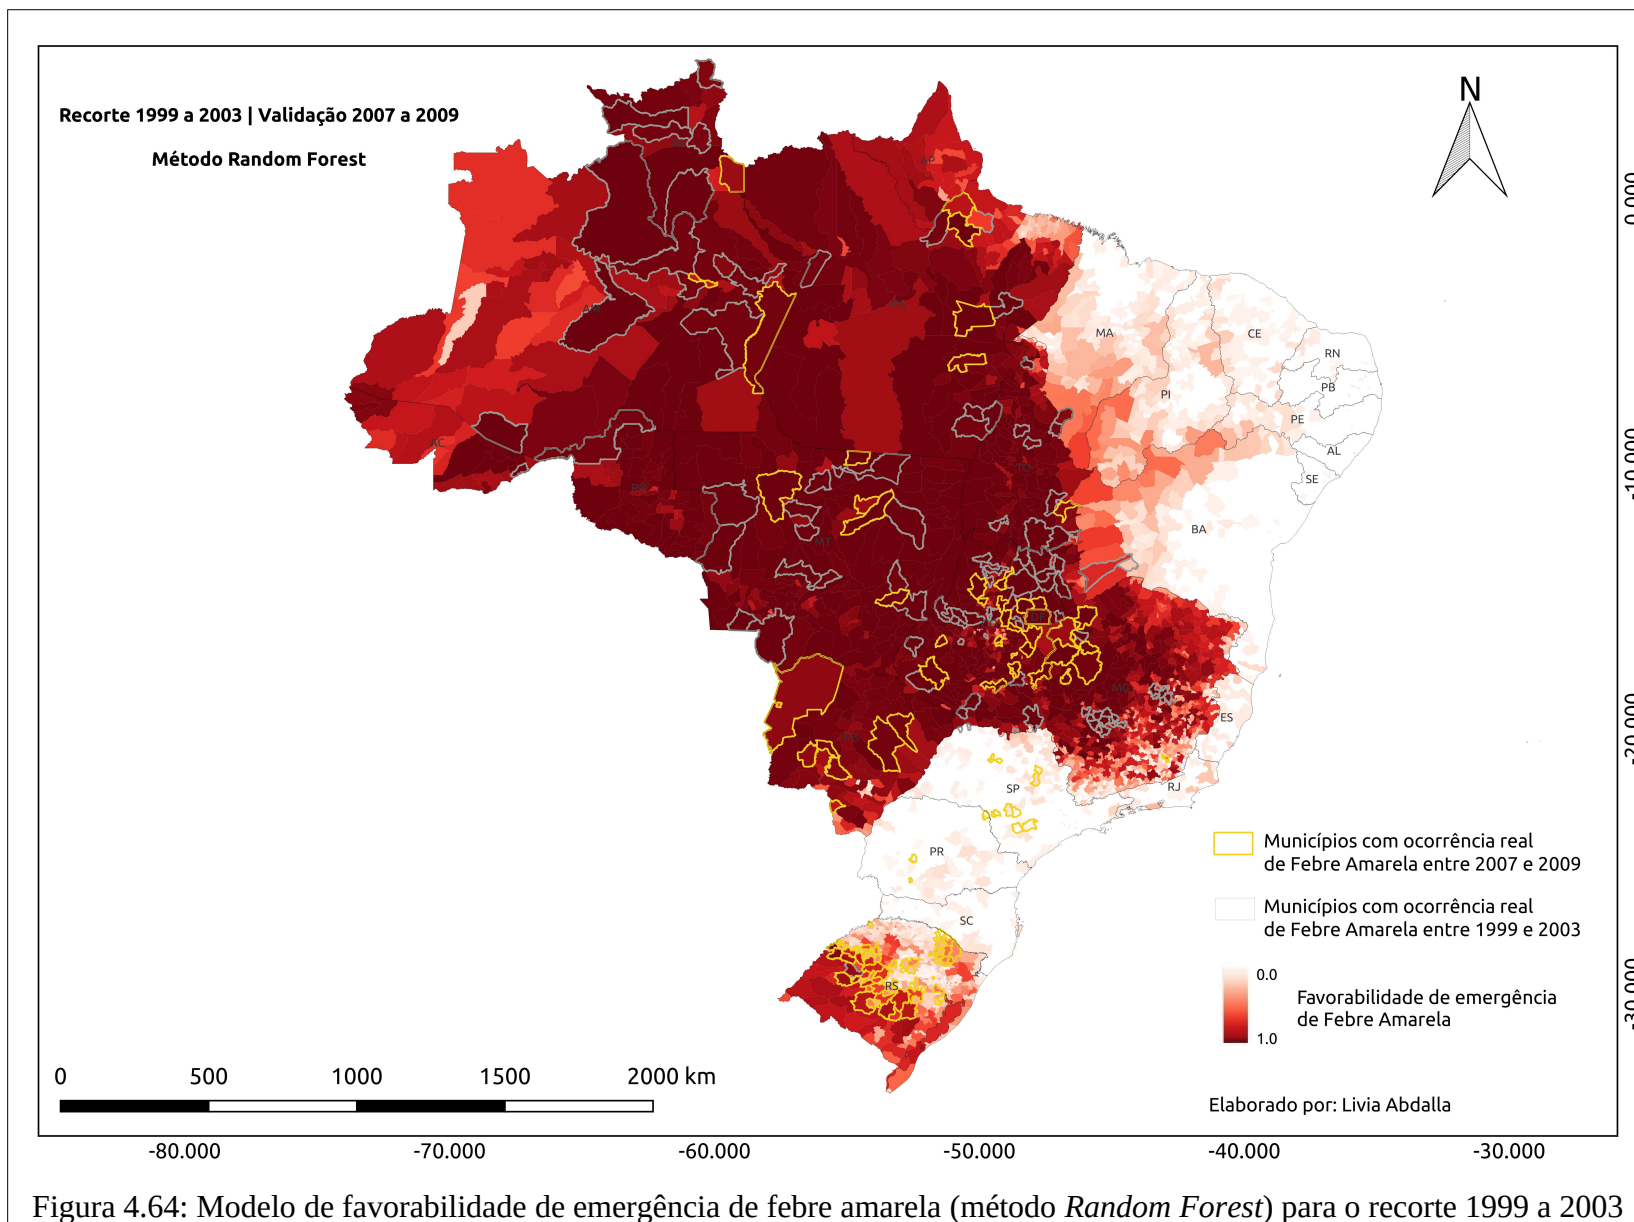 Recorte 1999 a 2003 | Validação 2007 a 2009
Método Random Forest
N
AP
AM
PA
MA
CE
RN
PB
PI
PE
AL
SE
AC
TO
RO
BA
MT
DF
MG
ES
MS
SP
RJ
PR
SC
RS
Municípios com ocorrência real
de Febre Amarela entre 2007 e 2009
Municípios com ocorrência real
de Febre Amarela entre 1999 e 2003
0.0
Favorabilidade de emergência
de Febre Amarela
1.0
0 500 1000 1500 2000 km
Elaborado por: Livia Abdalla
0.000
-10.000
-20.000
-30.000
-80.000 -70.000 -60.000 -50.000 -40.000 -30.000
Figura 4.64: Modelo de favorabilidade de emergência de febre amarela (método Random Forest) para o recorte 1999 a 2003